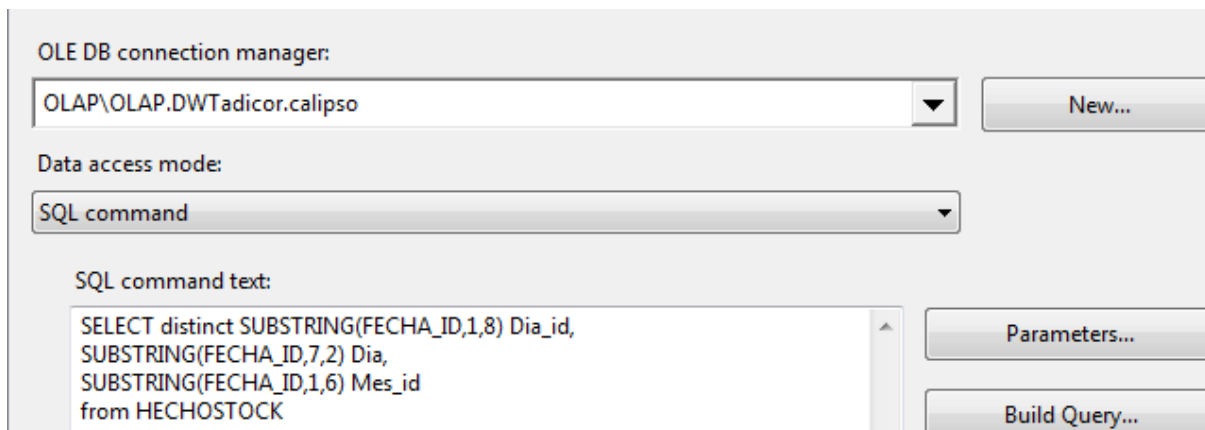 OLE DB connection manager:
OLAP\OLAP.DWTadicor.calipso
New...
Data access mode:
SQL command
SQL command text:
SELECT distinct SUBSTRING(FECHA_ID,1,8) Dia_id,
SUBSTRING(FECHA_ID,7,2) Dia,
SUBSTRING(FECHA_ID,1,6) Mes_id
from HECHOSTOCK
Parameters...
Build Query...